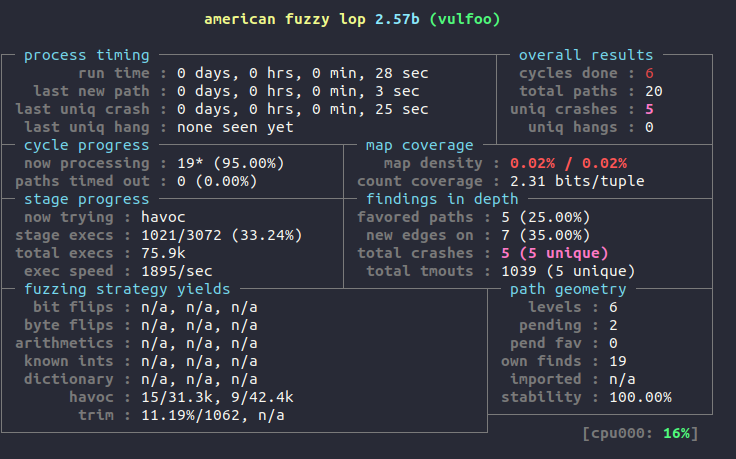 american fuzzy lop 2.57b (vulfoo)
process timing
run time : 0 days, 0 hrs, 0 min, 28 sec
last new path : 0 days, 0 hrs, 0 min, 3 sec
last uniq crash : 0 days, 0 hrs, 0 min, 25 sec
last uniq hang : none seen yet
overall results
cycles done : 6
total paths : 20
uniq crashes : 5
uniq hangs : 0
cycle progress
now processing : 19* (95.00%)
paths timed out : 0 (0.00%)
map coverage
map density : 0.02% / 0.02%
count coverage : 2.31 bits/tuple
stage progress
now trying : havoc
stage execs : 1021/3072 (33.24%)
total execs : 75.9k
exec speed : 1895/sec
findings in depth
favored paths : 5 (25.00%)
new edges on : 7 (35.00%)
total crashes : 5 (5 unique)
total tmouts : 1039 (5 unique)
fuzzing strategy yields
bit flips : n/a, n/a, n/a
byte flips : n/a, n/a, n/a
arithmetics : n/a, n/a, n/a
known ints : n/a, n/a, n/a
dictionary : n/a, n/a, n/a
havoc : 15/31.3k, 9/42.4k
trim : 11.19%/1062, n/a
path geometry
levels : 6
pending : 2
pend fav : 0
own finds : 19
imported : n/a
stability : 100.00%
[cpu000: 16%]